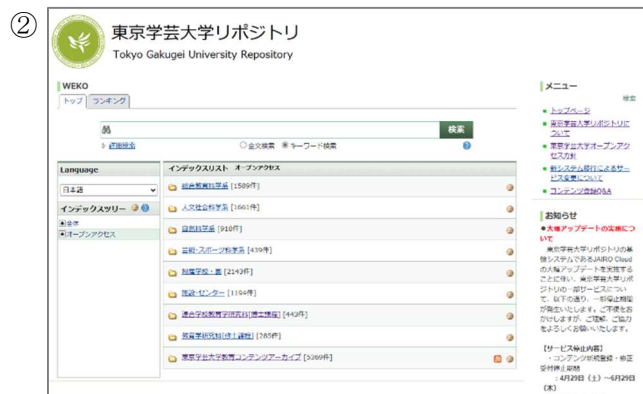 ②
東京学芸大学リポジトリ
Tokyo Gakugei University Repository
WEKO
トップ ランキング
検索
詳細検索
全文検索 キーワード検索
Language
日本語
インデックスツリー
全体
オープンアクセス
インデックスリスト オープンアクセス
総合教育科学系 [1589件]
人文社会科学系 [1661件]
自然科学系 [918件]
芸術・スポーツ科学系 [439件]
附属学校・園 [2143件]
施設・センター [1194件]
連合学校教育学研究科(博士課程) [443件]
教育学研究科(修士課程) [285件]
東京学芸大学教育コンテンツアーカイブ [5369件]
メニュー
検索
トップページ
東京学芸大学リポジトリに
ついて
東京学芸大学オープンアク
セス方針
新システム移行によるサー
ビス変更について
コンテンツ登録Q&A
お知らせ
●大幅アップデートの実施につ
いて
東京学芸大学リポジトリの基
盤システムであるJAIRO Cloud
の大幅アップデートを実施する
ことに伴い、東京学芸大学リポ
ジトリの一部サービスについ
て、以下の通り、一部停止期間
が発生いたします。ご不便をお
かけしますが、ご理解、ご協力
をよろしくお願いいたします。
【サービス停止内容】
・コンテンツ新規登録・修正
受付停止期間
：4月29日（土）～6月29日
（木）